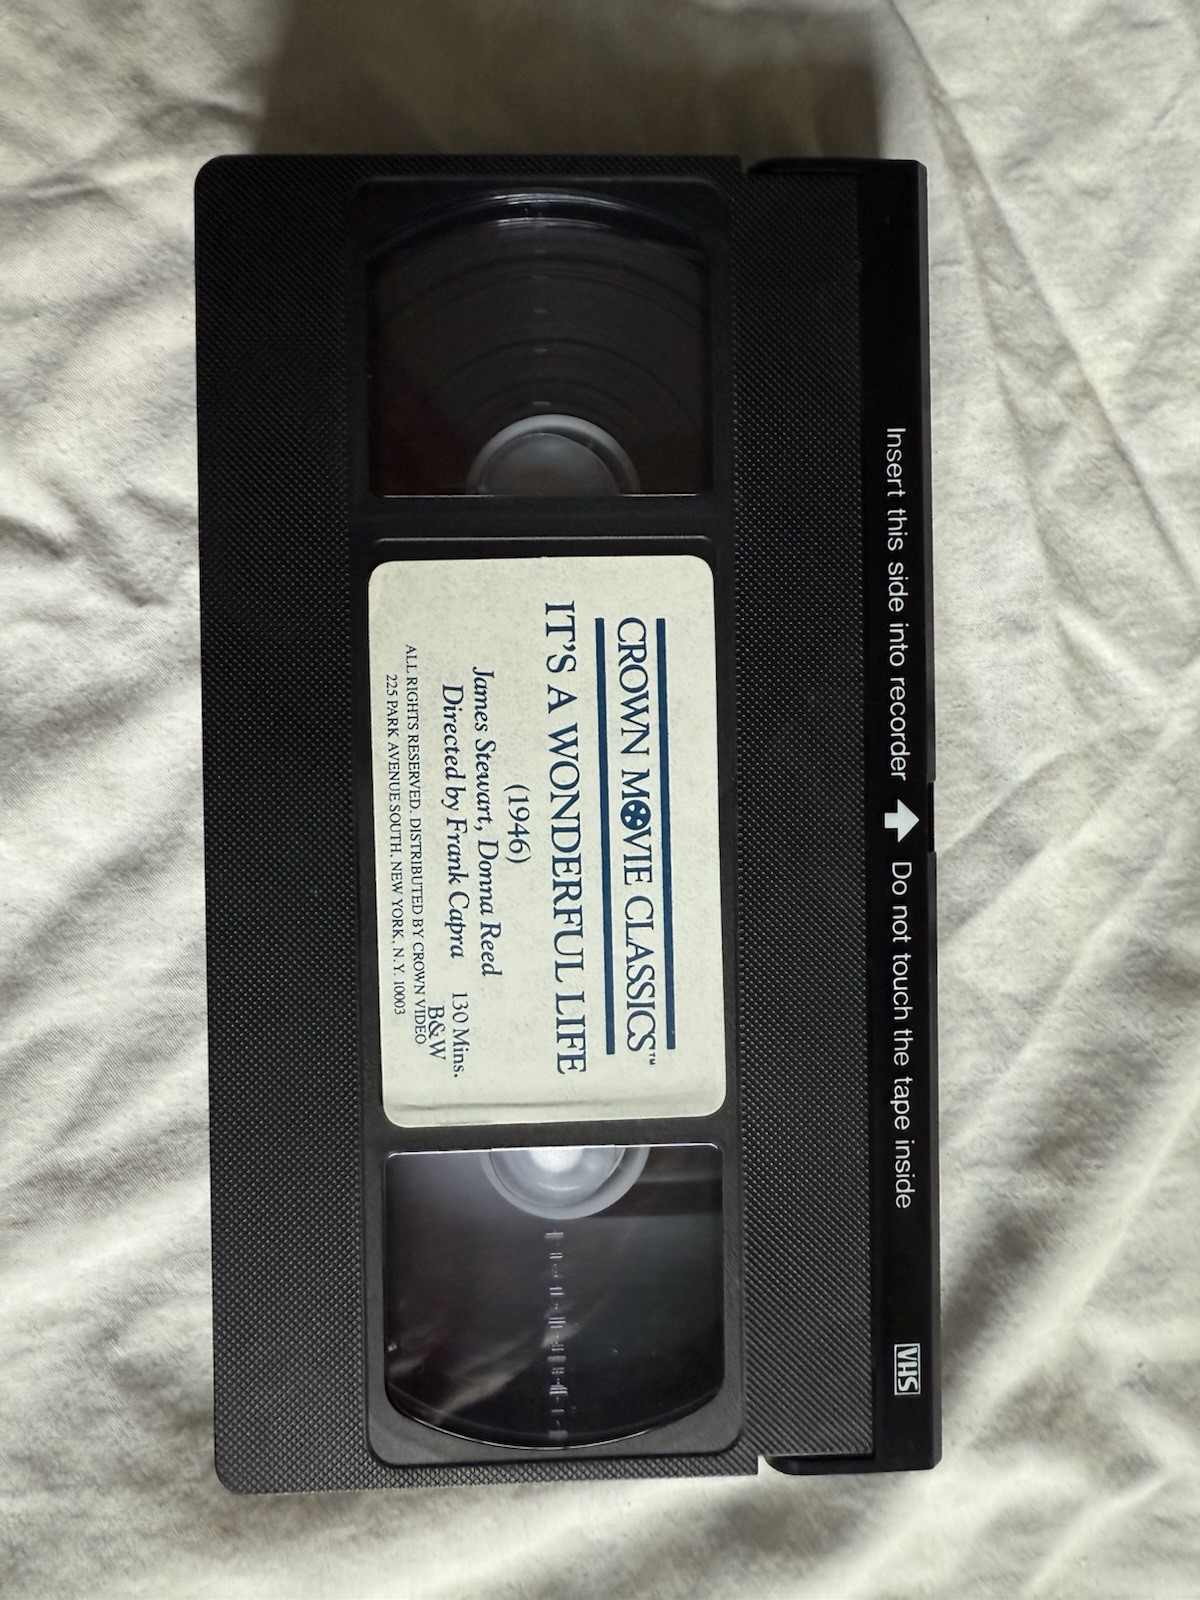 Insert this side into recorder ⬆ Do not touch the tape inside
VHS
CROWN MOVIE CLASSICS™
IT'S A WONDERFUL LIFE
(1946)
James Stewart, Donna Reed
Directed by Frank Capra
130 Mins.
B&W
ALL RIGHTS RESERVED. DISTRIBUTED BY CROWN VIDEO
225 PARK AVENUE SOUTH, NEW YORK, N.Y. 10003